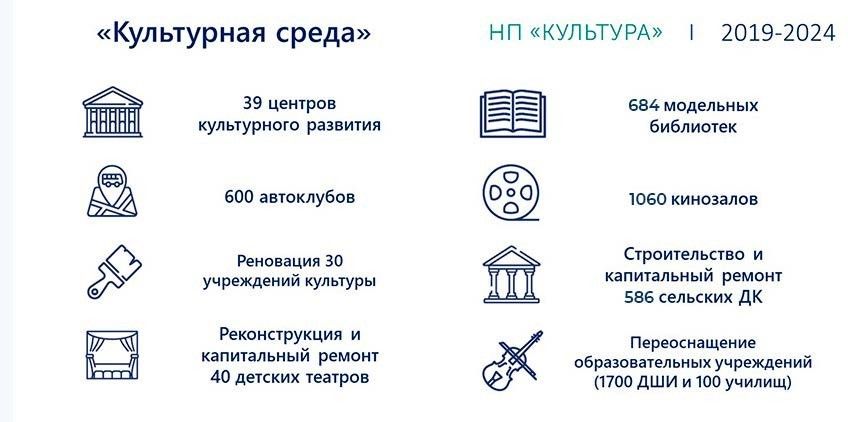 «Культурная среда»
НП «КУЛЬТУРА» | 2019-2024
39 центров
культурного развития
684 модельных
библиотек
600 автоклубов
1060 кинозалов
Реновация 30
учреждений культуры
Строительство и
капитальный ремонт
586 сельских ДК
Реконструкция и
капитальный ремонт
40 детских театров
Переоснащение
образовательных учреждений
(1700 ДШИ и 100 училищ)